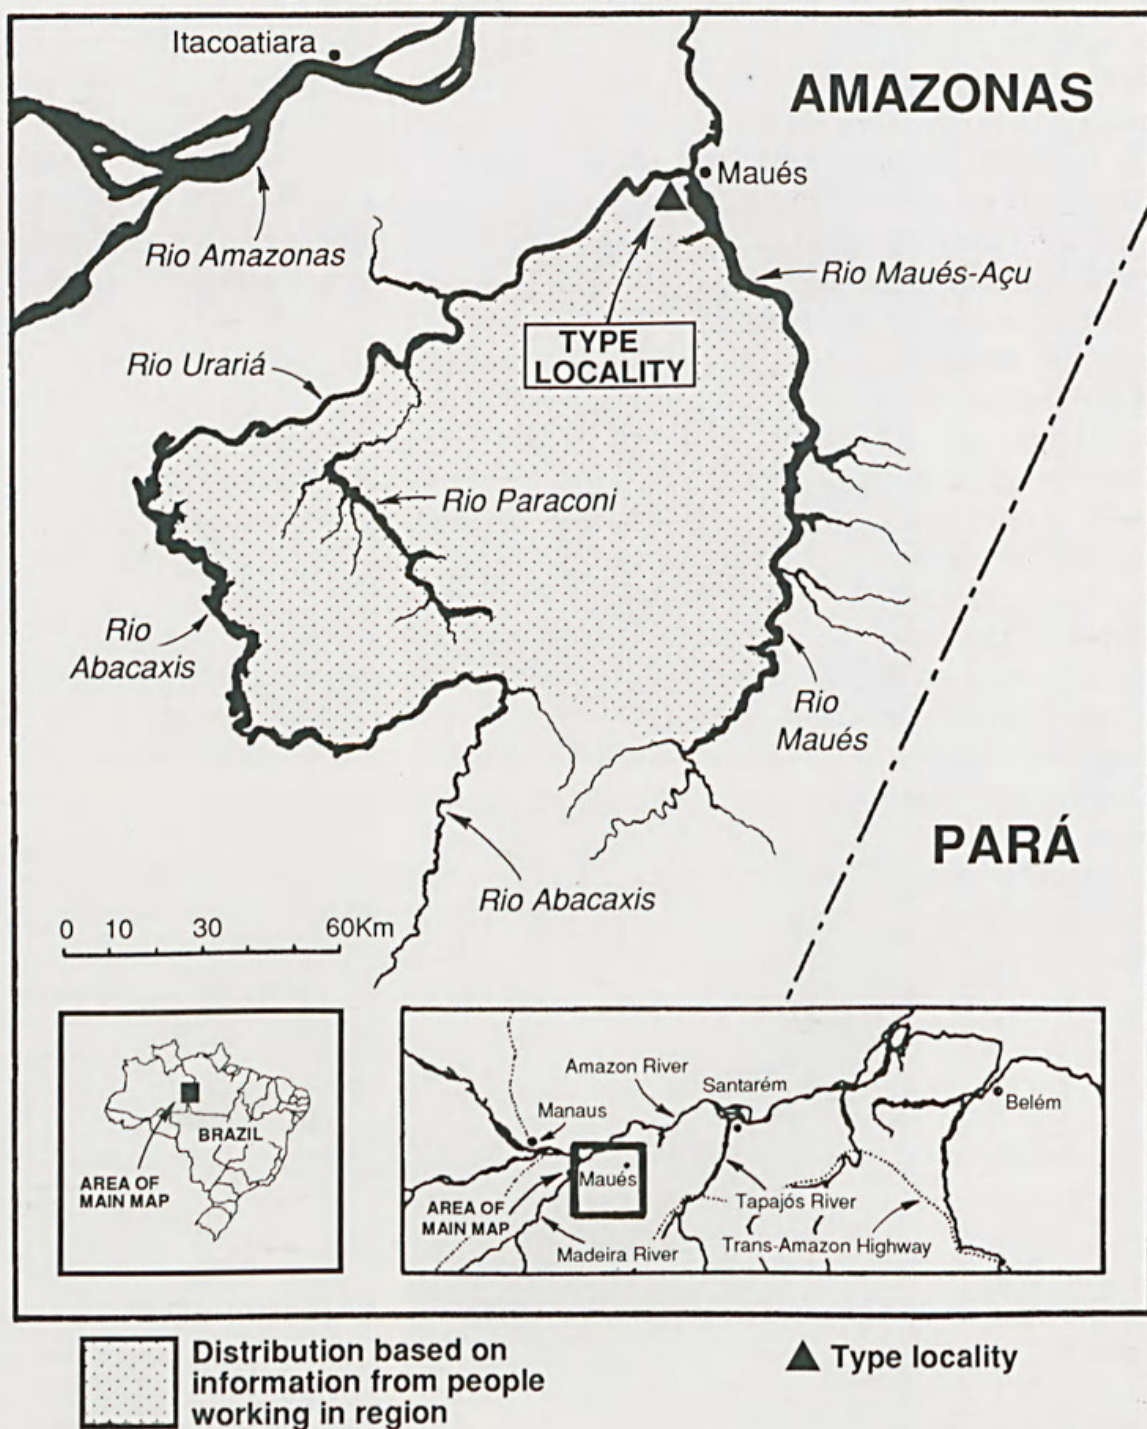 Itacoatiara
AMAZONAS
Maués
Rio Amazonas
Rio Maués-Açu
TYPE
LOCALITY
Rio Urariá
Rio Paraconi
Rio
Abacaxis
Rio
Maués
PARÁ
Rio Abacaxis
0 10 30 60Km
BRAZIL
AREA OF
MAIN MAP
Amazon River
Santarém
Manaus
Belém
Maués
AREA OF
MAIN MAP
Tapajós River
Madeira River
Trans-Amazon Highway
Distribution based on
information from people
working in region
Type locality